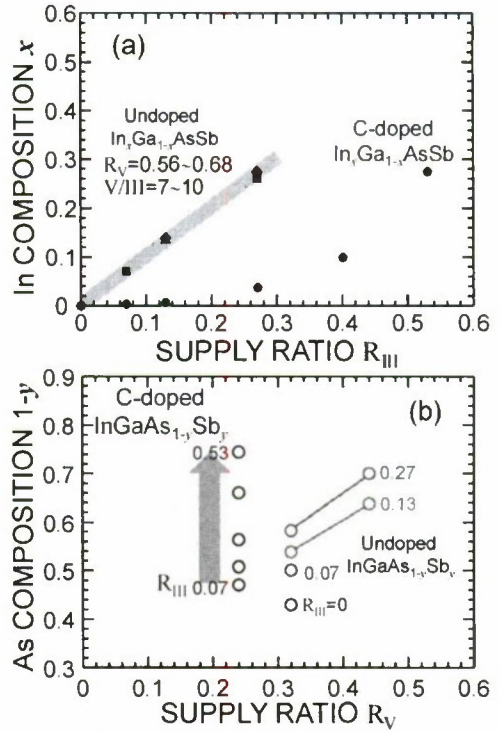 0.6
(a)
0.5
Undoped
InxGa1-xAsSb
RV=0.56~0.68
V/III=7~10
C-doped
InxGa1-xAsSb
0.4
0.3
0.2
0.1
0
In COMPOSITION x
0 0.1 0.2 0.3 0.4 0.5 0.6
SUPPLY RATIO RIII
0.9
C-doped
InGaAs1-ySby
(b)
0.8
0.53
0.7
0.27
0.13
0.6
Undoped
InGaAs1-ySby
0.5
0.07
RIII 0.07
RIII=0
0.4
0.3
As COMPOSITION 1-y
0 0.1 0.2 0.3 0.4 0.5 0.6
SUPPLY RATIO RV